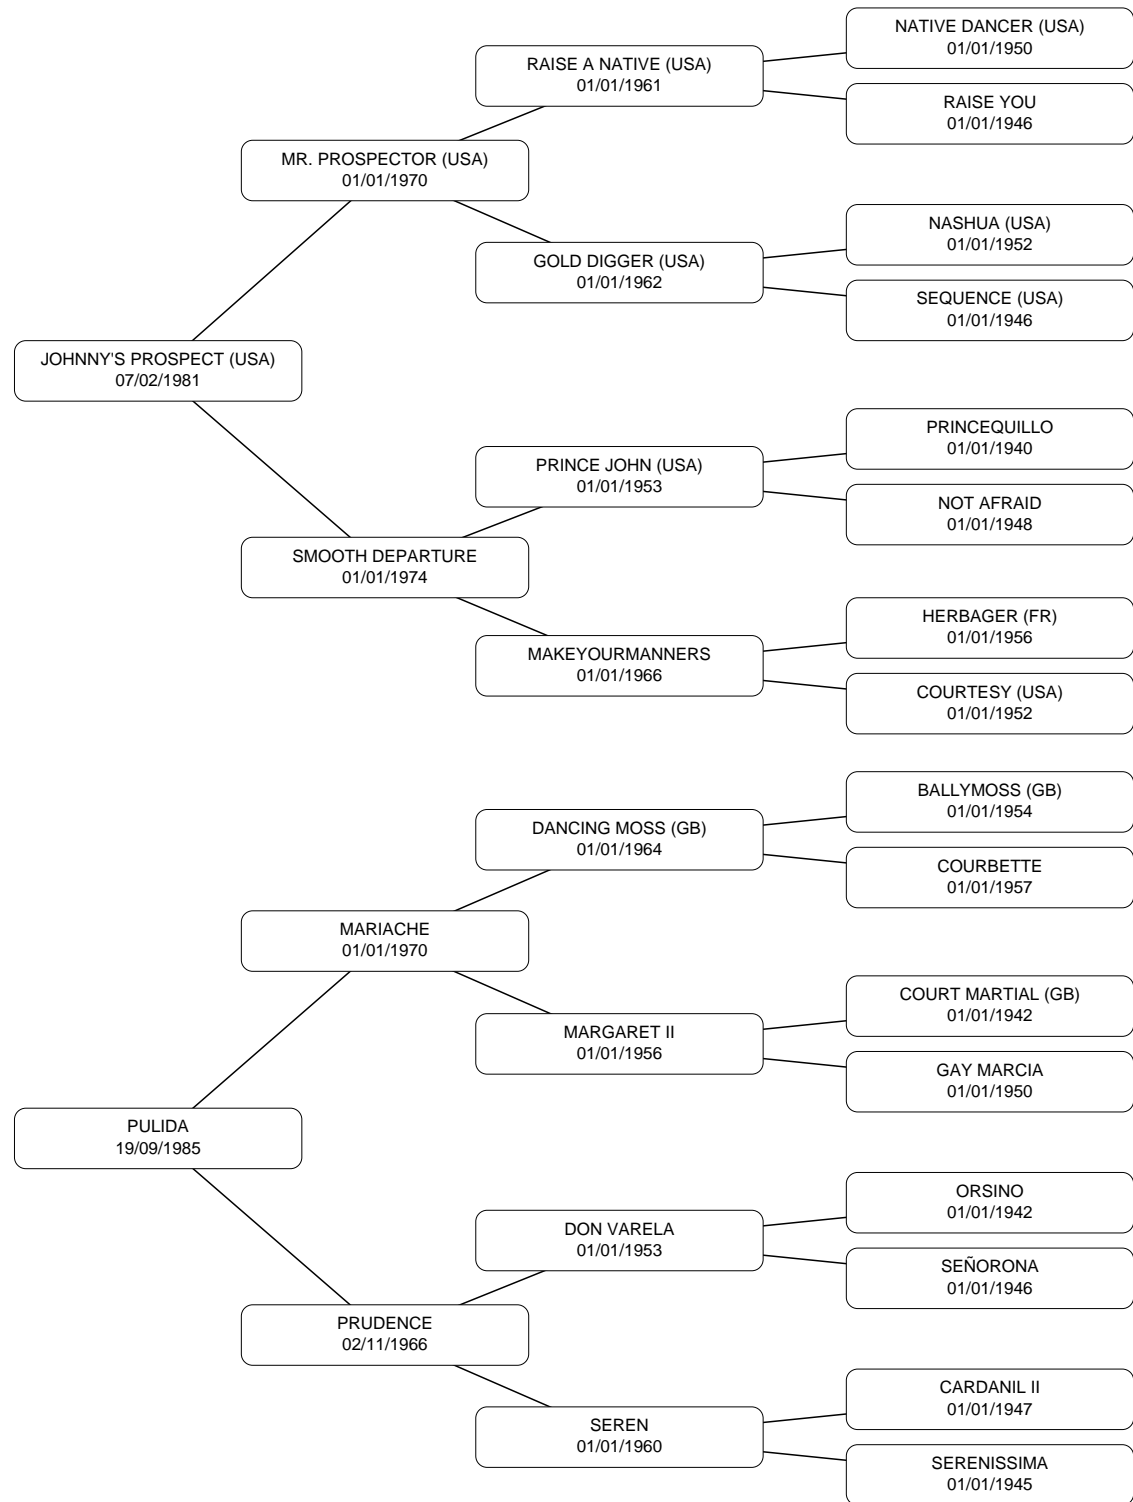 NATIVE DANCER (USA)
01/01/1950
RAISE A NATIVE (USA)
01/01/1961
RAISE YOU
01/01/1946
MR. PROSPECTOR (USA)
01/01/1970
NASHUA (USA)
01/01/1952
GOLD DIGGER (USA)
01/01/1962
SEQUENCE (USA)
01/01/1946
JOHNNY'S PROSPECT (USA)
07/02/1981
PRINCEQUILLO
01/01/1940
PRINCE JOHN (USA)
01/01/1953
NOT AFRAID
01/01/1948
SMOOTH DEPARTURE
01/01/1974
HERBAGER (FR)
01/01/1956
MAKEYOURMANNERS
01/01/1966
COURTESY (USA)
01/01/1952
BALLYMOSS (GB)
01/01/1954
DANCING MOSS (GB)
01/01/1964
COURBETTE
01/01/1957
MARIACHE
01/01/1970
COURT MARTIAL (GB)
01/01/1942
MARGARET II
01/01/1956
GAY MARCIA
01/01/1950
PULIDA
19/09/1985
ORSINO
01/01/1942
DON VARELA
01/01/1953
SEÑORONA
01/01/1946
PRUDENCE
02/11/1966
CARDANIL II
01/01/1947
SEREN
01/01/1960
SERENISSIMA
01/01/1945